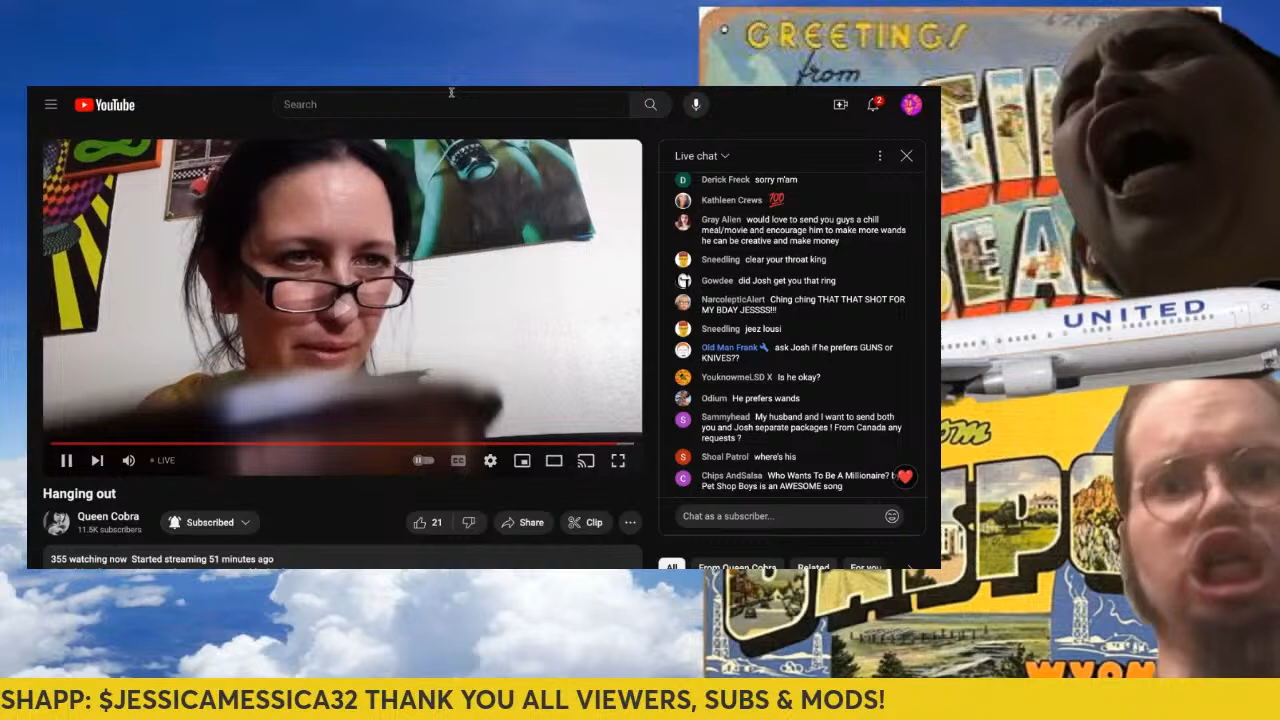 GREETINGS
from
YouTube
Search
2
Live chat
D Derick Freck sorry m'am
Kathleen Crews 💯
Gray Alien would love to send you guys a chill
meal/movie and encourage him to make more wands
he can be creative and make money
Sneedling clear your throat king
Gowdee did Josh get you that ring
NarcolepticAlert Ching ching THAT THAT SHOT FOR
MY BDAY JESSSS!!!
Sneedling jeez lousi
Old Man Frank ask Josh if he prefers GUNS or
KNIVES??
YouknowmeLSD X Is he okay?
Odium He prefers wands
S Sammyhead My husband and I want to send both
you and Josh separate packages ! From Canada any
requests ?
S Shoal Patrol where's his
C Chips AndSalsa Who Wants To Be A Millionaire? b
Pet Shop Boys is an AWESOME song
Chat as a subscriber...
All From Queen Cobra Related For you
LIVE
CC
Hanging out
Queen Cobra
11.5K subscribers
Subscribed
21
Share
Clip
355 watching now Started streaming 51 minutes ago
UNITED
SHAPP: $JESSICAMESSICA32 THANK YOU ALL VIEWERS, SUBS & MODS!